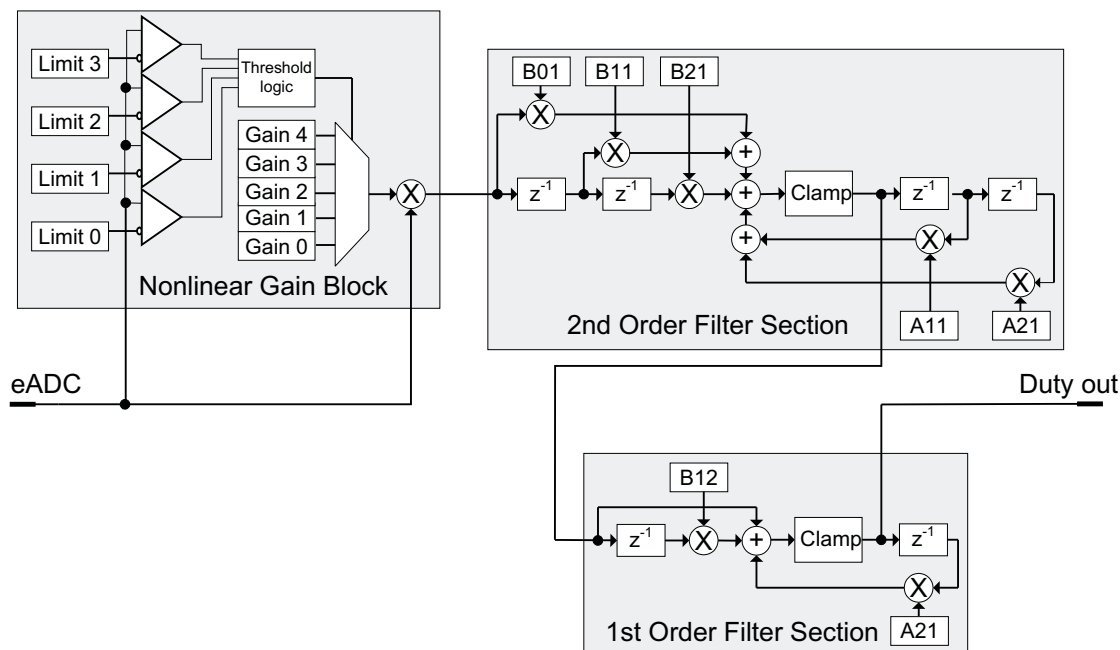 Limit 3
Limit 2
Limit 1
Limit 0
Threshold
logic
Gain 4
Gain 3
Gain 2
Gain 1
Gain 0
X
Nonlinear Gain Block
B01
B11
B21
X
X
+
z-1
z-1
X
+
Clamp
z-1
z-1
+
X
X
A11
A21
2nd Order Filter Section
eADC
Duty out
B12
z-1
X
+
Clamp
z-1
X
A21
1st Order Filter Section